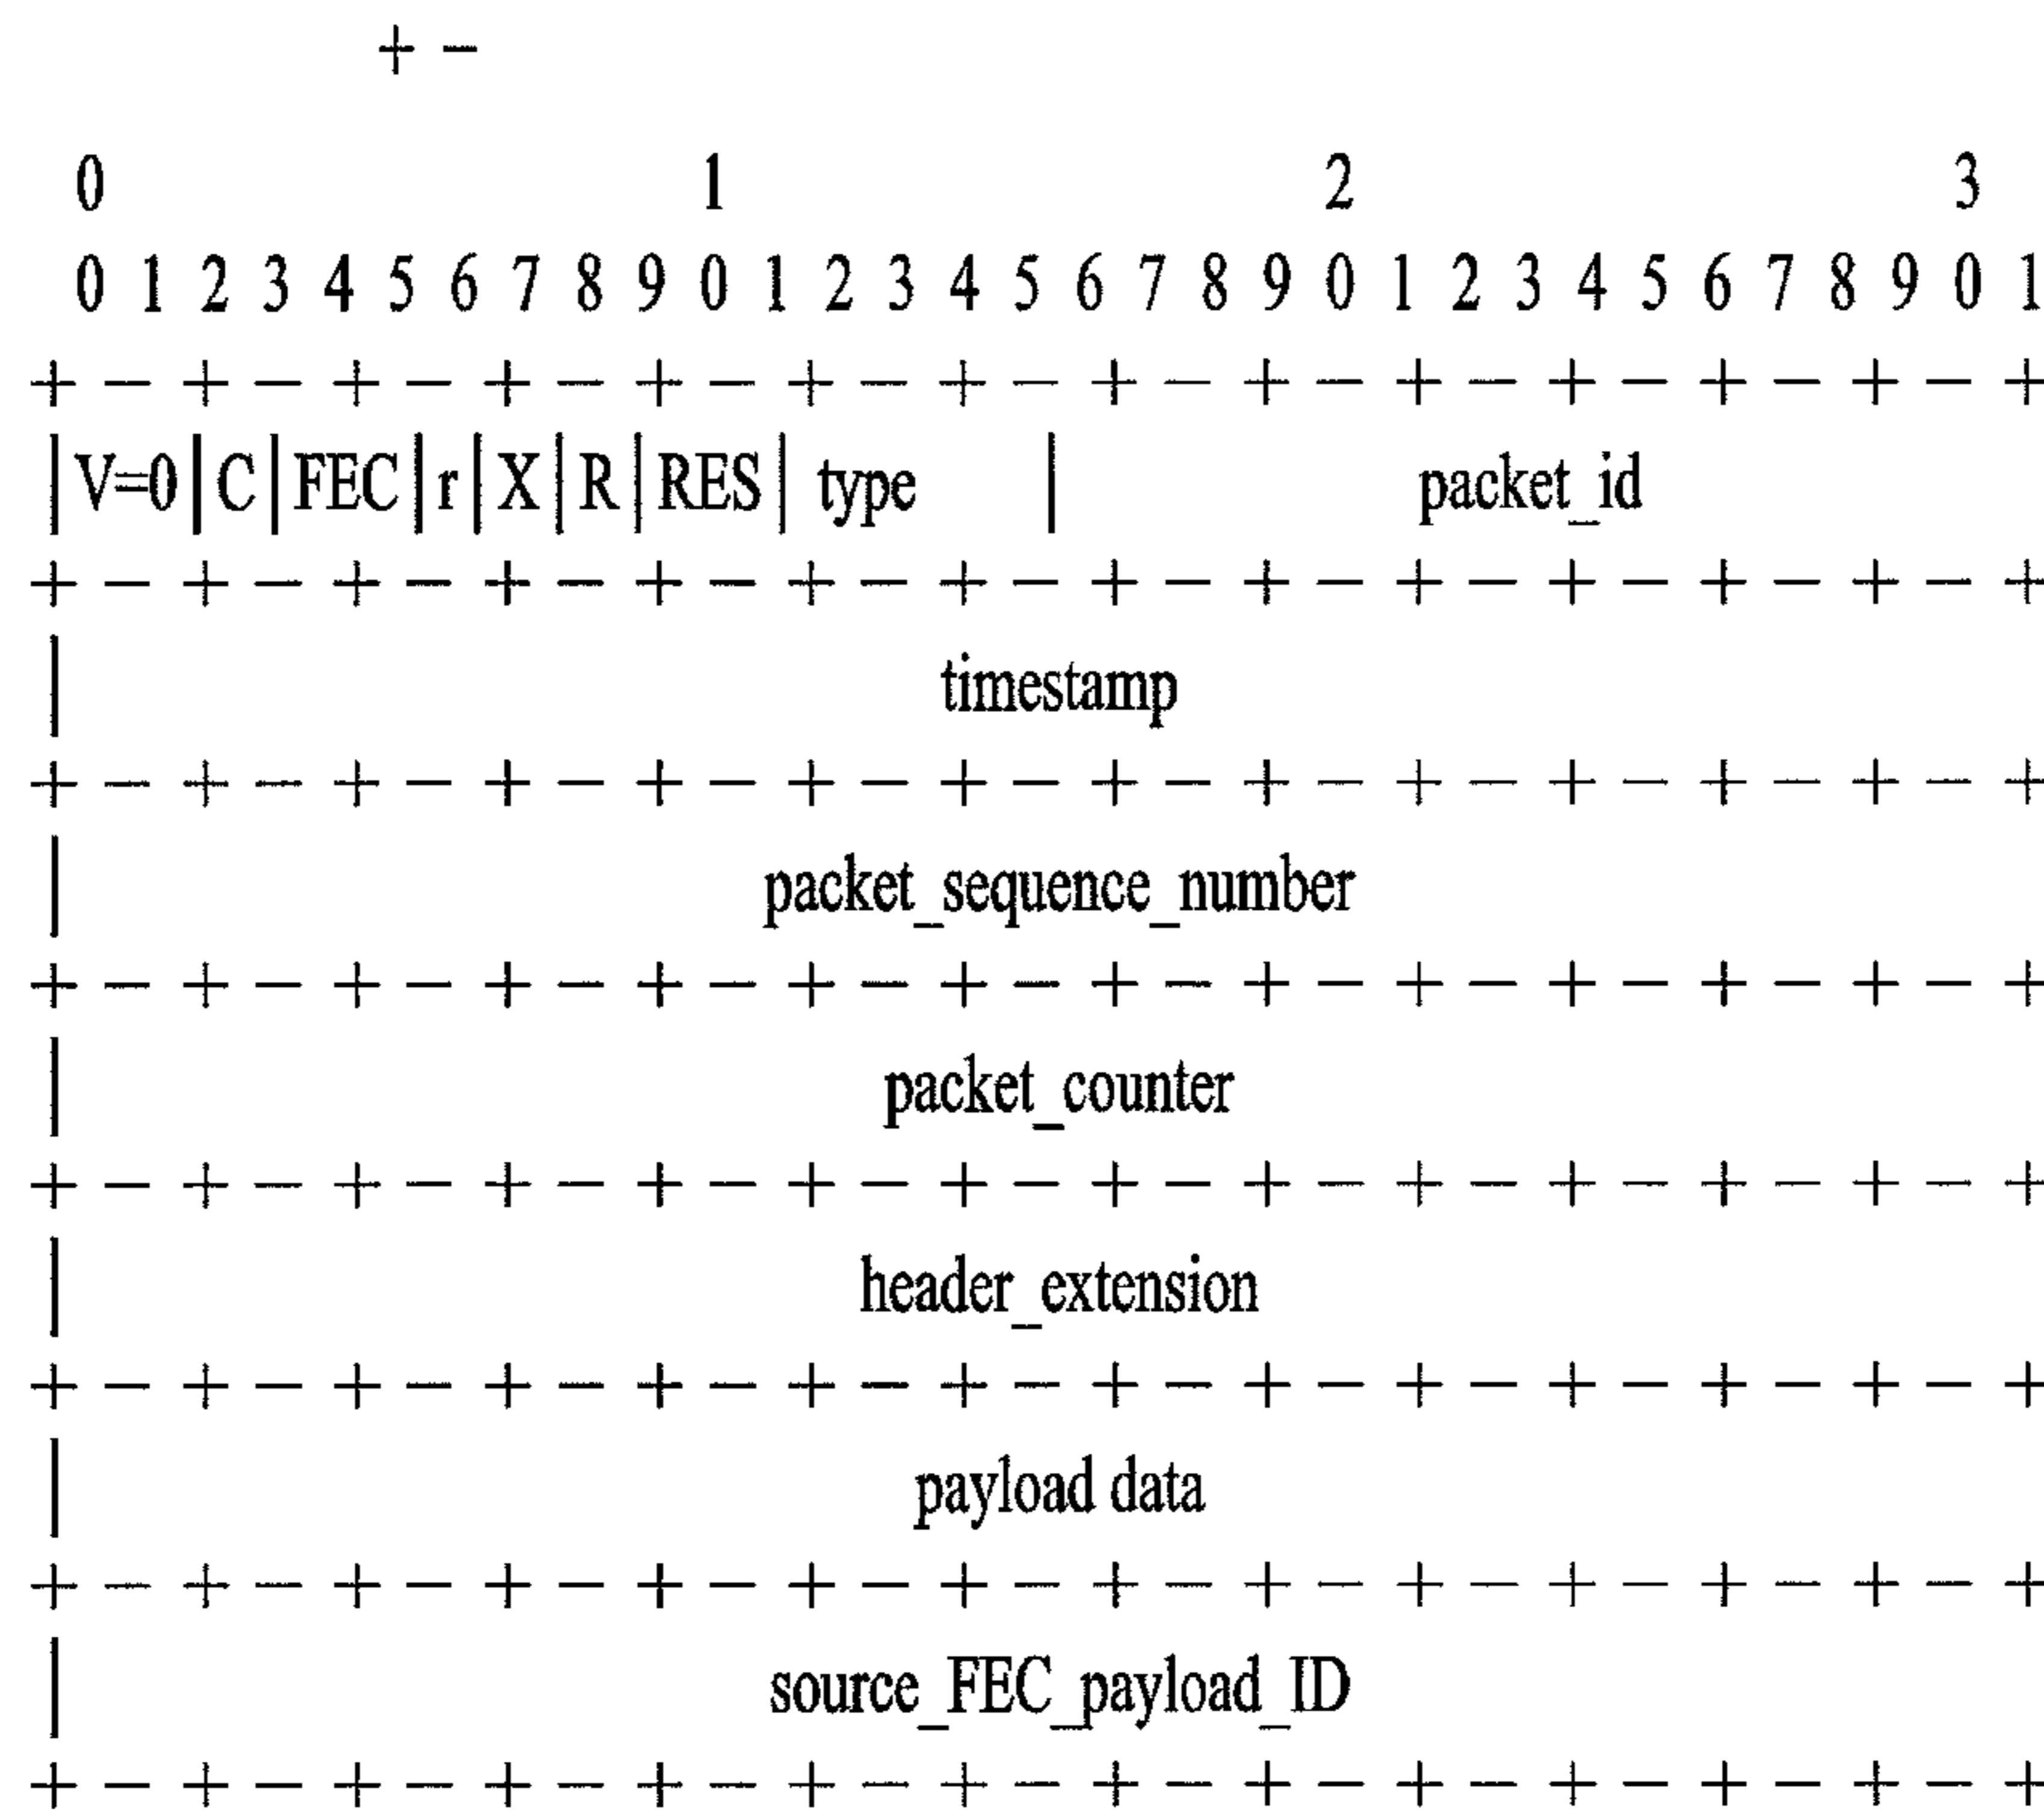 + -
0 1 2 3
0 1 2 3 4 5 6 7 8 9 0 1 2 3 4 5 6 7 8 9 0 1 2 3 4 5 6 7 8 9 0 1
+ - + - + - + - + - + - + - + - + - + - + - + - + - +
| V=0 | C | FEC | r | X | R | RES | type | packet_id
+ - + - + - + - + - + - + - + - + - + - + - + - + - +
| timestamp
+ - + - + - + - + - + - + - + - + - + - + - + - + - +
| packet_sequence_number
+ - + - + - + - + - + - + - + - + - + - + - + - + - +
| packet_counter
+ - + - + - + - + - + - + - + - + - + - + - + - + - +
| header_extension
+ - + - + - + - + - + - + - + - + - + - + - + - + - +
| payload data
+ - + - + - + - + - + - + - + - + - + - + - + - + - +
| source_FEC_payload_ID
+ - + - + - + - + - + - + - + - + - + - + - + - + - +